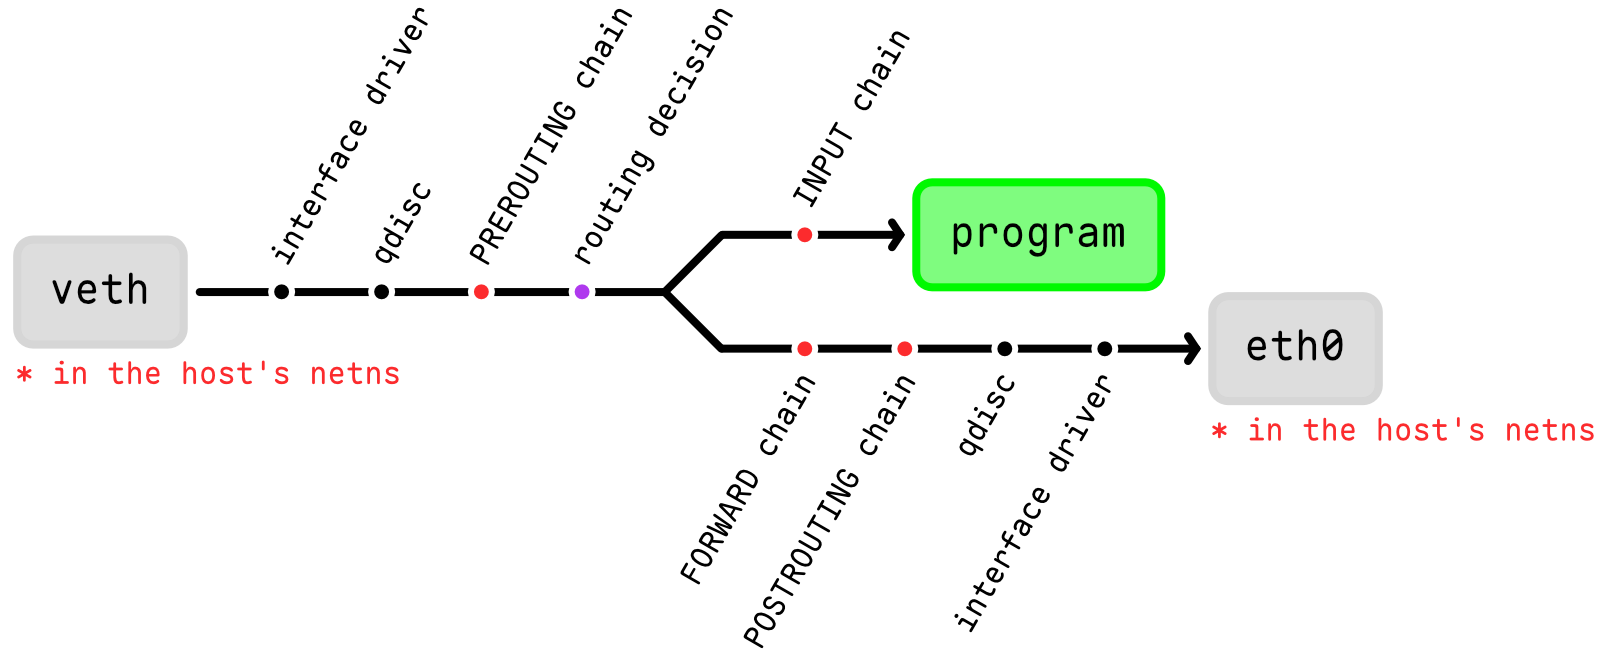 interface driver
qdisc
PREROUTING chain
routing decision
INPUT chain
veth
* in the host's netns
program
eth0
* in the host's netns
FORWARD chain
POSTROUTING chain
qdisc
interface driver